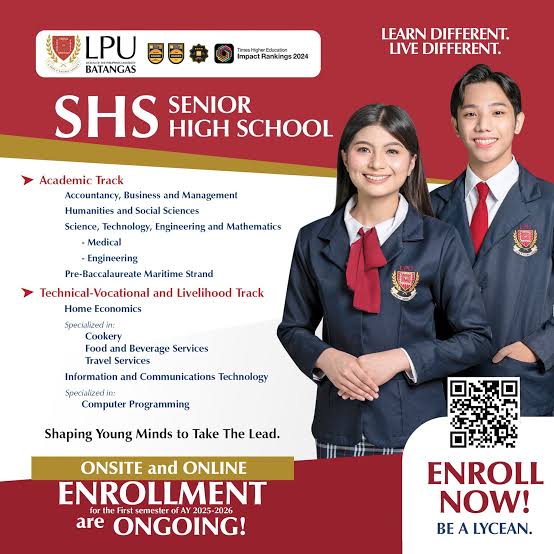 LPU
BATANGAS
Times Higher Education
Impact Rankings 2024
LEARN DIFFERENT.
LIVE DIFFERENT.
SHS SENIOR
HIGH SCHOOL
Academic Track
Accountancy, Business and Management
Humanities and Social Sciences
Science, Technology, Engineering and Mathematics
- Medical
- Engineering
Pre-Baccalaureate Maritime Strand
Technical-Vocational and Livelihood Track
Home Economics
Specialized in:
Cookery
Food and Beverage Services
Travel Services
Information and Communications Technology
Specialized in:
Computer Programming
Shaping Young Minds to Take The Lead.
ONSITE and ONLINE
ENROLLMENT
for the First semester of AY 2025-2026
are ONGOING!
ENROLL
NOW!
BE A LYCEAN.